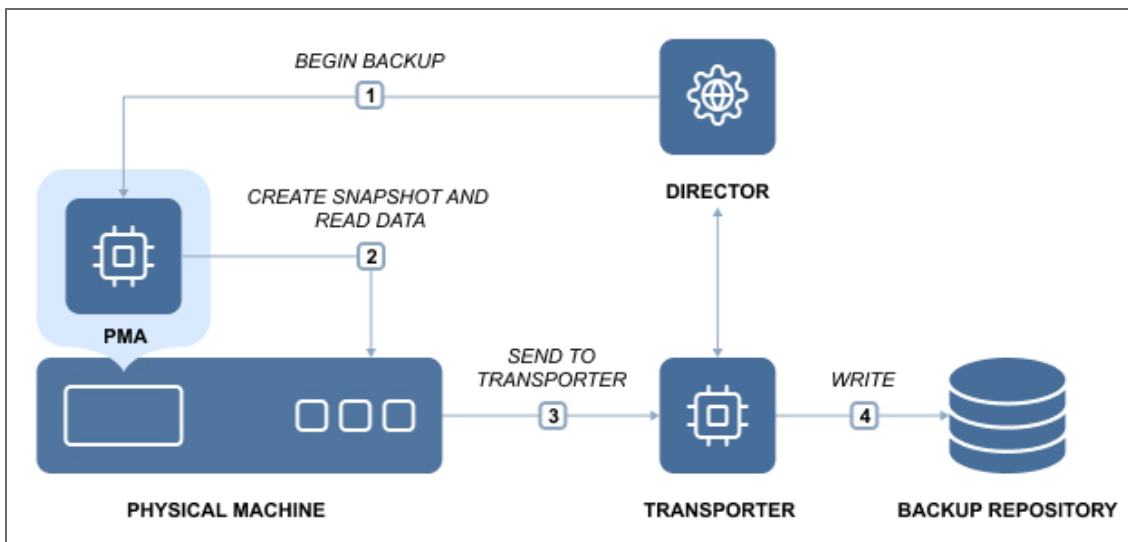 BEGIN BACKUP
1
DIRECTOR
CREATE SNAPSHOT AND
READ DATA
2
PMA
SEND TO
TRANSPORTER
3
WRITE
4
PHYSICAL MACHINE
TRANSPORTER
BACKUP REPOSITORY